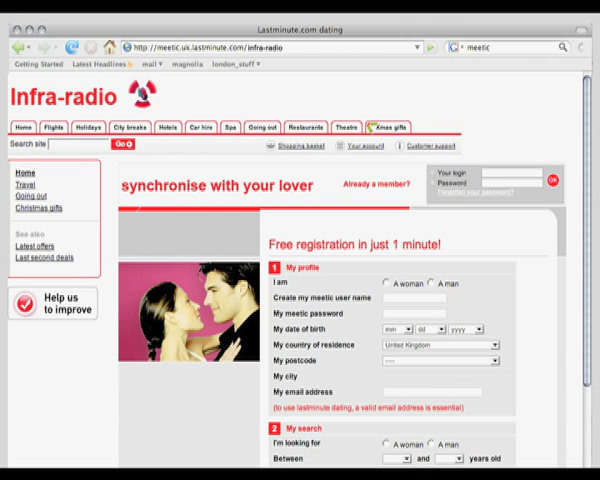 Lastminute.com dating
http://meetic.uk.lastminute.com/infra-radio
meetic
Getting Started Latest Headlines mail magnolia london_stuff
Infra-radio
Home Flights Holidays City breaks Hotels Car hire Spa Going out Restaurants Theatre Xmas gifts
Search site Go
Shopping basket Your account Customer support
Home
Travel
Going out
Christmas gifts
See also
Latest offers
Last second deals
Help us
to improve
synchronise with your lover
Already a member?
Your login
Password
OK
Forgotten your password?
Free registration in just 1 minute!
1 My profile
I am A woman A man
Create my meetic user name
My meetic password
My date of birth mm dd yyyy
My country of residence United Kingdom
My postcode ----
My city
My email address
(to use lastminute dating, a valid email address is essential)
2 My search
I'm looking for A woman A man
Between and years old